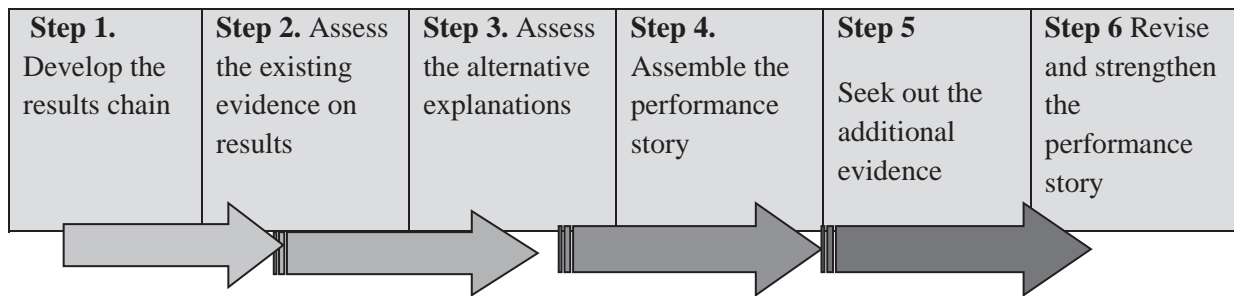 Step 1.
Develop the
results chain
Step 2. Assess
the existing
evidence on
results
Step 3. Assess
the alternative
explanations
Step 4.
Assemble the
performance
story
Step 5
Seek out the
additional
evidence
Step 6 Revise
and strengthen
the
performance
story